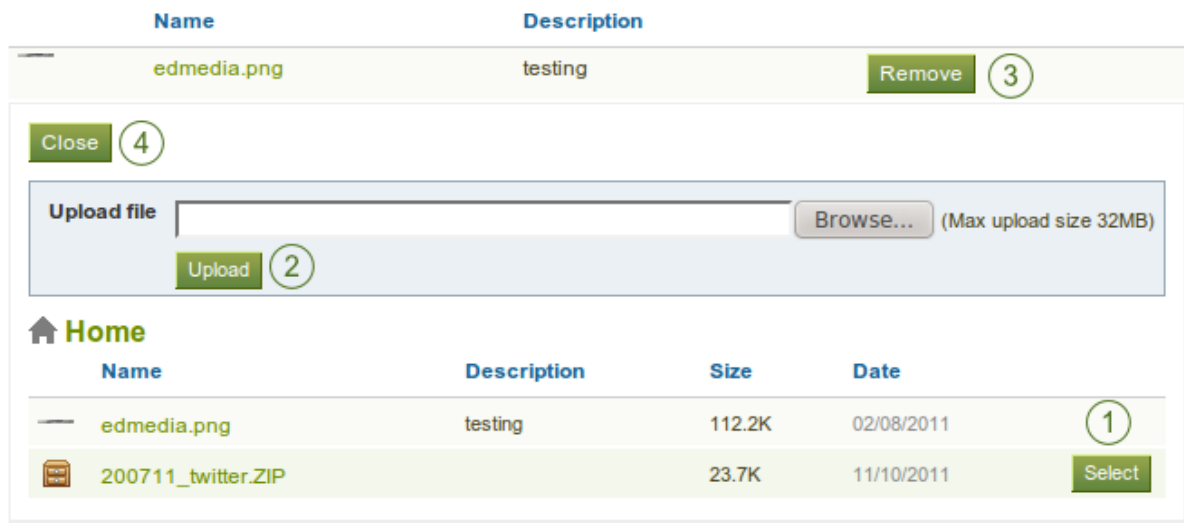 Name Description
edmedia.png testing Remove 3
Close 4
Upload file Browse... (Max upload size 32MB)
Upload 2
Home
Name Description Size Date
edmedia.png testing 112.2K 02/08/2011 1
200711_twitter.ZIP 23.7K 11/10/2011 Select